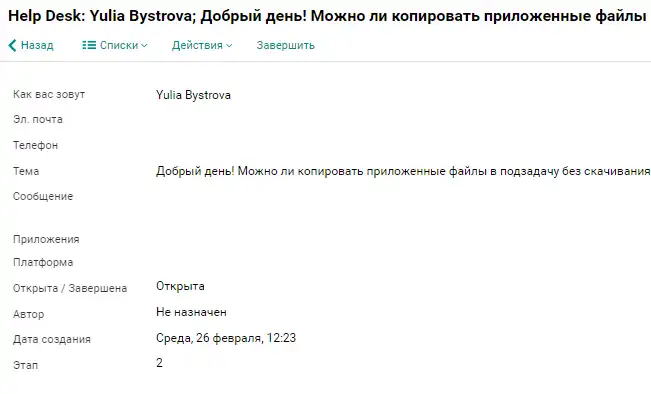 Help Desk: Yulia Bystrova; Добрый день! Можно ли копировать приложенные файлы
Назад Списки Действия Завершить
Как вас зовут Yulia Bystrova
Эл. почта
Телефон
Тема Добрый день! Можно ли копировать приложенные файлы в подзадачу без скачивания
Сообщение
Приложения
Платформа
Открыта / Завершена Открыта
Автор Не назначен
Дата создания Среда, 26 февраля, 12:23
Этап 2